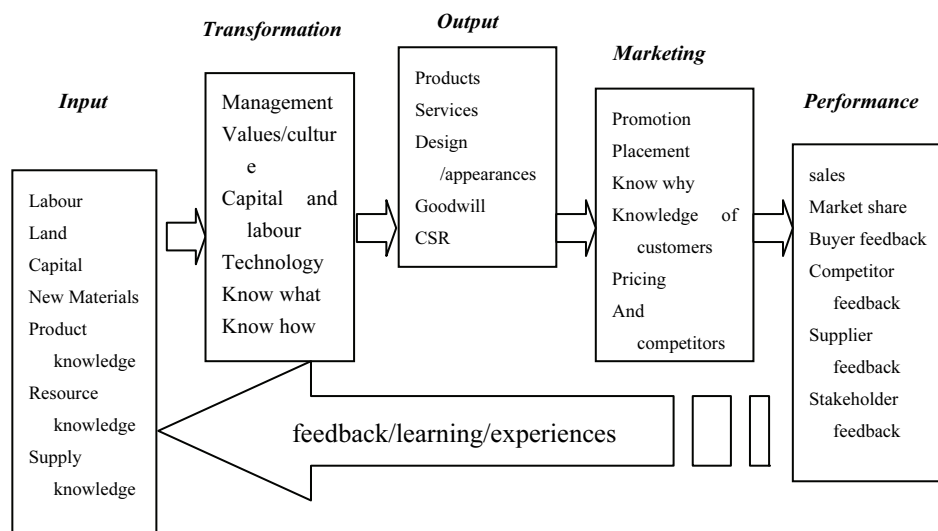 Input
Labour
Land
Capital
New Materials
Product
knowledge
Resource
knowledge
Supply
knowledge
Transformation
Management
Values/cultur
e
Capital and
labour
Technology
Know what
Know how
Output
Products
Services
Design
/appearances
Goodwill
CSR
Marketing
Promotion
Placement
Know why
Knowledge of
customers
Pricing
And
competitors
Performance
sales
Market share
Buyer feedback
Competitor
feedback
Supplier
feedback
Stakeholder
feedback
feedback/learning/experiences